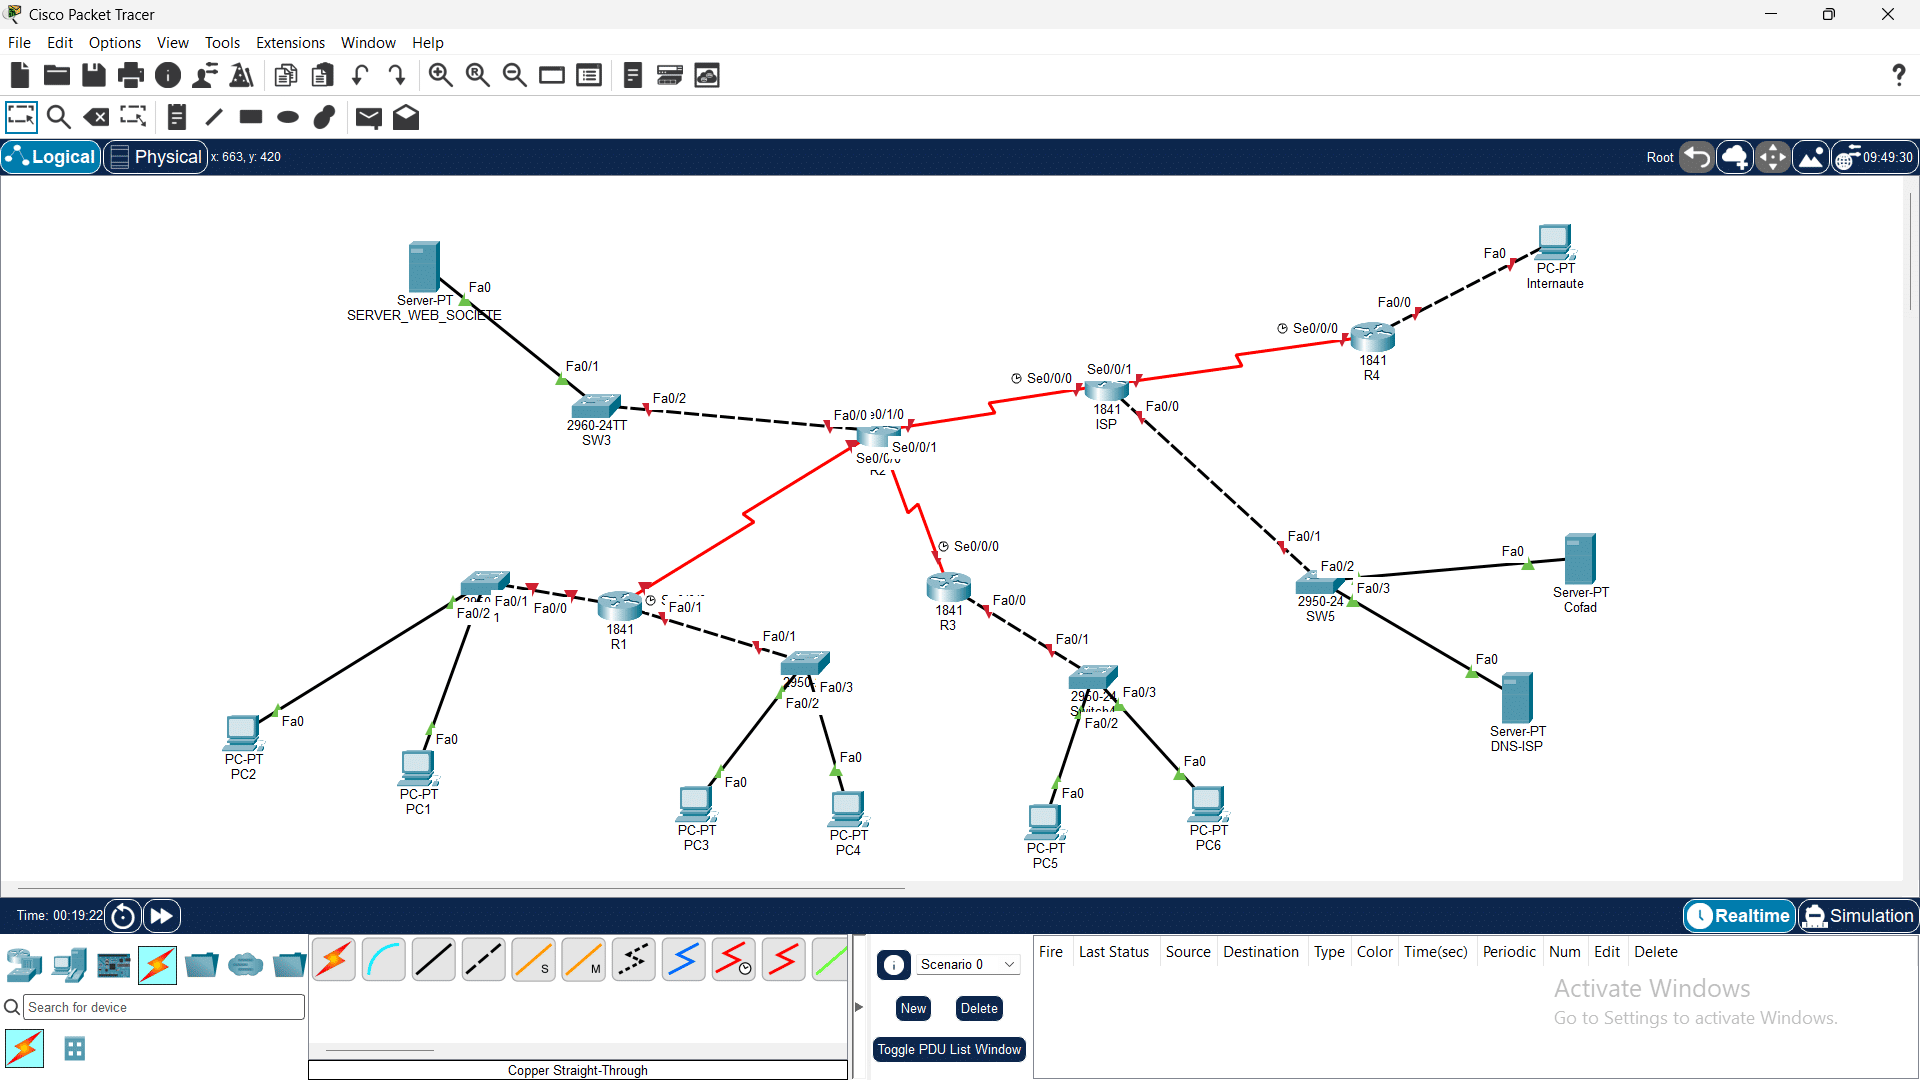 Cisco Packet Tracer
File Edit Options View Tools Extensions Window Help
Logical Physical x: 663, y: 420 Root 09:49:30
Fa0
Server-PT
SERVER_WEB_SOCIETE
Fa0/1
Fa0/2
2960-24TT
SW3
Fa0
PC-PT
Internaute
Fa0/0
Se0/0/0
1841
R4
Se0/0/1
Se0/0/0
Fa0/0
1841
ISP
Fa0/0
Se0/0/1
R2
Se0/0/0
1841
R3
Fa0/0
Fa0/1
Fa0/2
Fa0/3
2950-24
SW5
Fa0
Server-PT
Cofad
Fa0
Server-PT
DNS-ISP
Fa0/1
Fa0/2
Fa0/0
1841
R1
Fa0/1
Fa0/1
Fa0/3
Fa0/2
Fa0/1
Fa0/3
2950-24
Switch4
Fa0/2
Fa0
PC-PT
PC2
Fa0
PC-PT
PC1
Fa0
PC-PT
PC3
Fa0
PC-PT
PC4
Fa0
PC-PT
PC5
Fa0
PC-PT
PC6
Time: 00:19:22 Realtime Simulation
S M
Search for device
Copper Straight-Through
Scenario 0
New Delete
Toggle PDU List Window
Fire Last Status Source Destination Type Color Time(sec) Periodic Num Edit Delete
Activate Windows
Go to Settings to activate Windows.